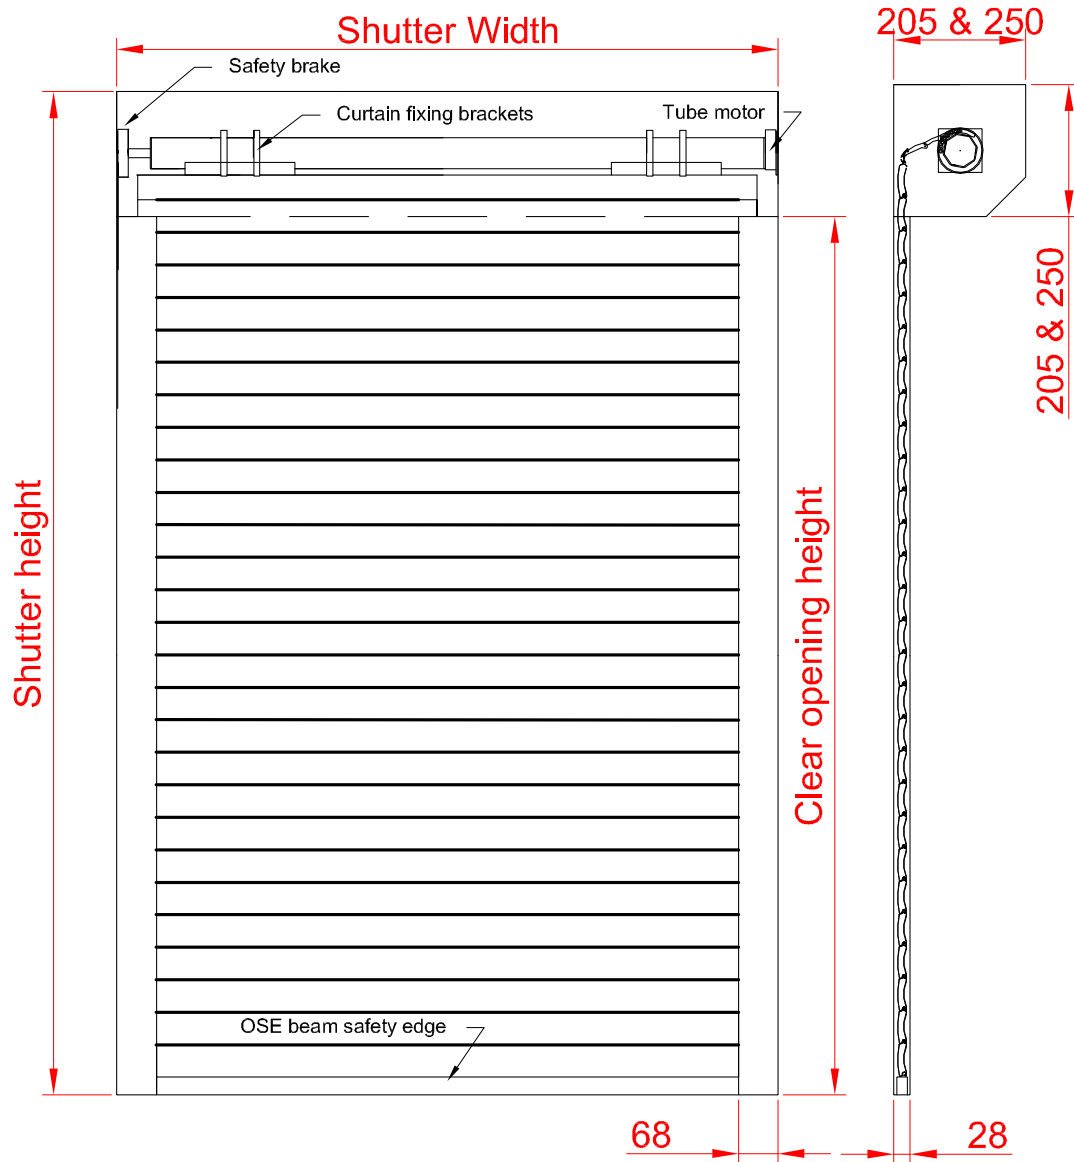 Shutter Width
205 & 250
Safety brake
Curtain fixing brackets
Tube motor
205 & 250
Shutter height
Clear opening height
OSE beam safety edge
68
28